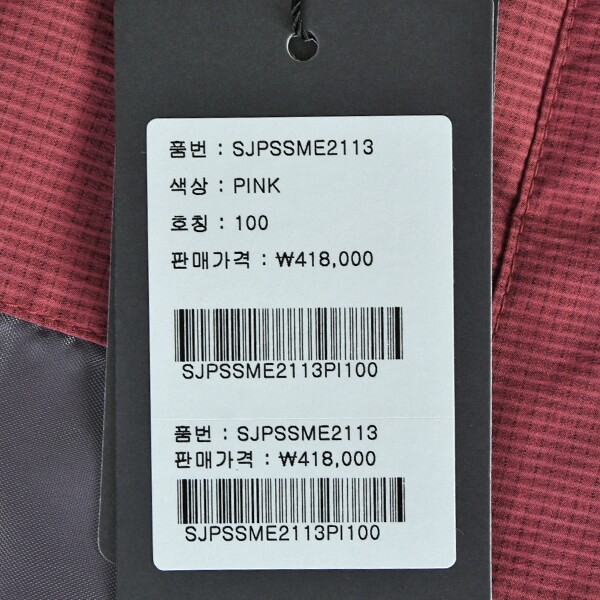 품번 : SJPSSME2113
색상 : PINK
호칭 : 100
판매가격 : ₩418,000
SJPSSME2113PI100
품번 : SJPSSME2113
판매가격 : ₩418,000
SJPSSME2113PI100